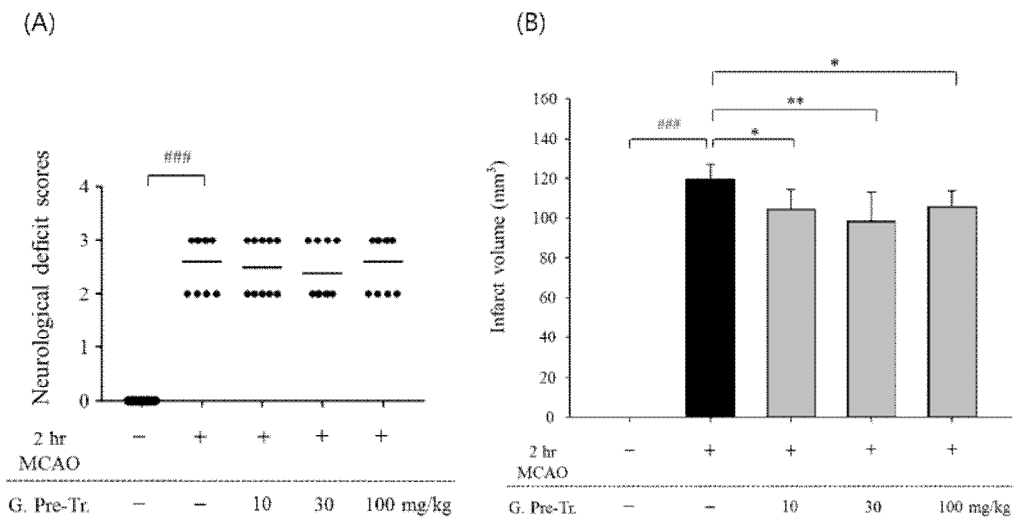 (A)
###
Neurological deficit scores
4
3
2
1
0
2 hr MCAO − + + + +
G. Pre-Tr. − − 10 30 100 mg/kg
(B)
*
**
### *
Infarct volume (mm³)
160
140
120
100
80
60
40
20
0
2 hr MCAO − + + + +
G. Pre-Tr. − 10 30 100 mg/kg